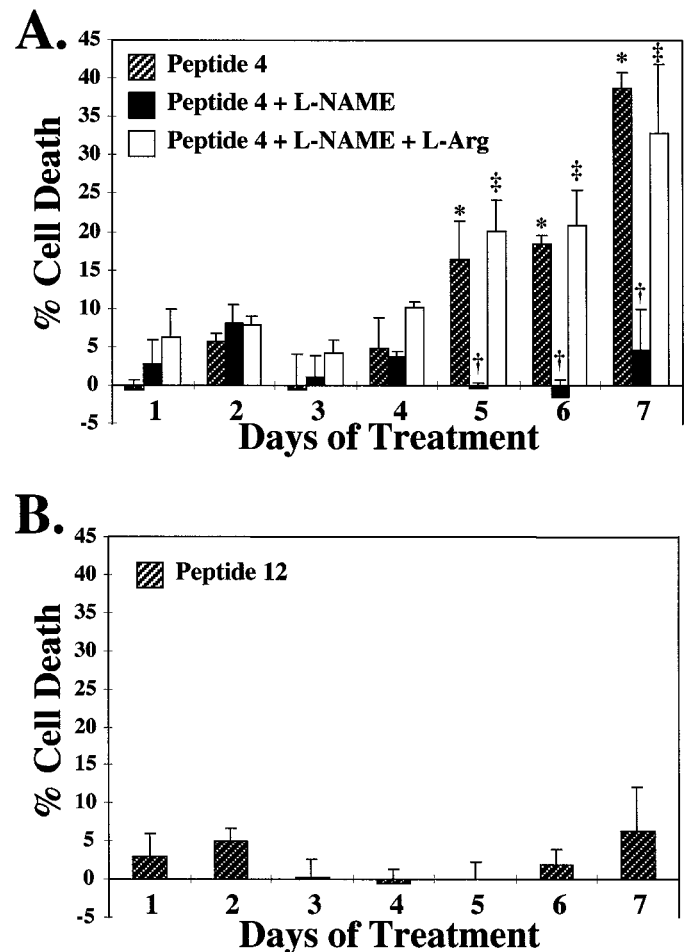 A.
45
40
35
30
25
20
15
10
5
0
-5
% Cell Death
Peptide 4
Peptide 4 + L-NAME
Peptide 4 + L-NAME + L-Arg
* ‡
* ‡
* ‡
† † †
1 2 3 4 5 6 7
Days of Treatment
B.
45
40
35
30
25
20
15
10
5
0
-5
% Cell Death
Peptide 12
1 2 3 4 5 6 7
Days of Treatment